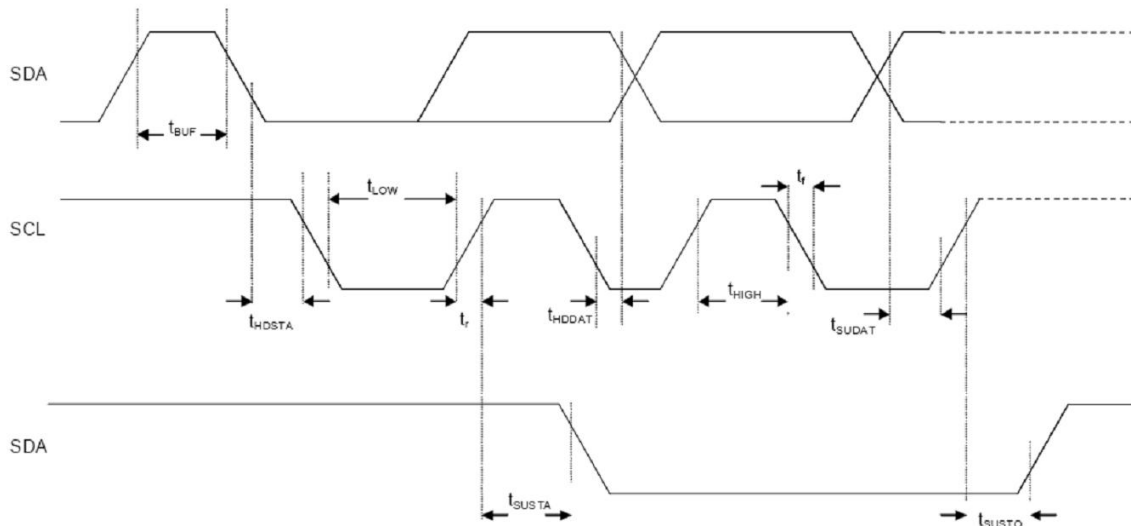 SDA
tBUF
tLOW
tf
SCL
tHDSTA
tr
tHDDAT
tHIGH
tSUDAT
SDA
tSUSTA
tSUSTO